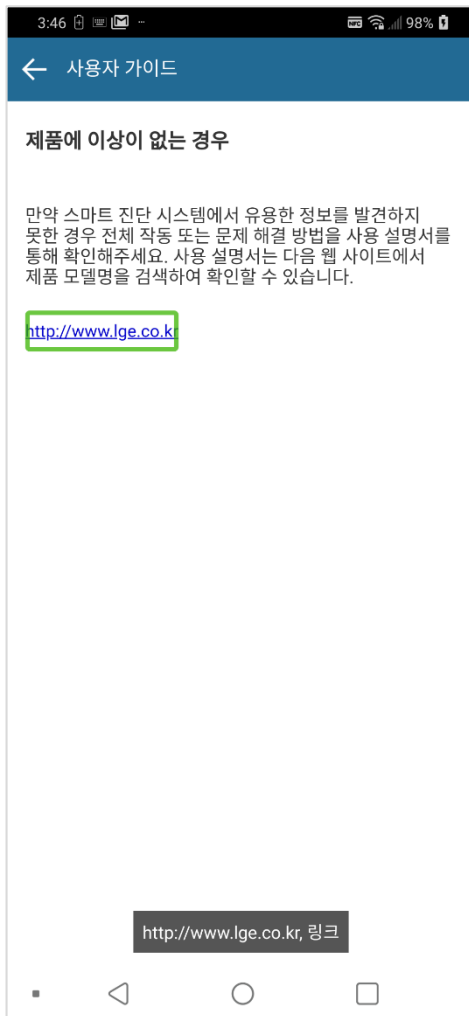 3:46
98%
사용자 가이드
제품에 이상이 없는 경우
만약 스마트 진단 시스템에서 유용한 정보를 발견하지
못한 경우 전체 작동 또는 문제 해결 방법을 사용 설명서를
통해 확인해주세요. 사용 설명서는 다음 웹 사이트에서
제품 모델명을 검색하여 확인할 수 있습니다.
http://www.lge.co.kr
http://www.lge.co.kr, 링크